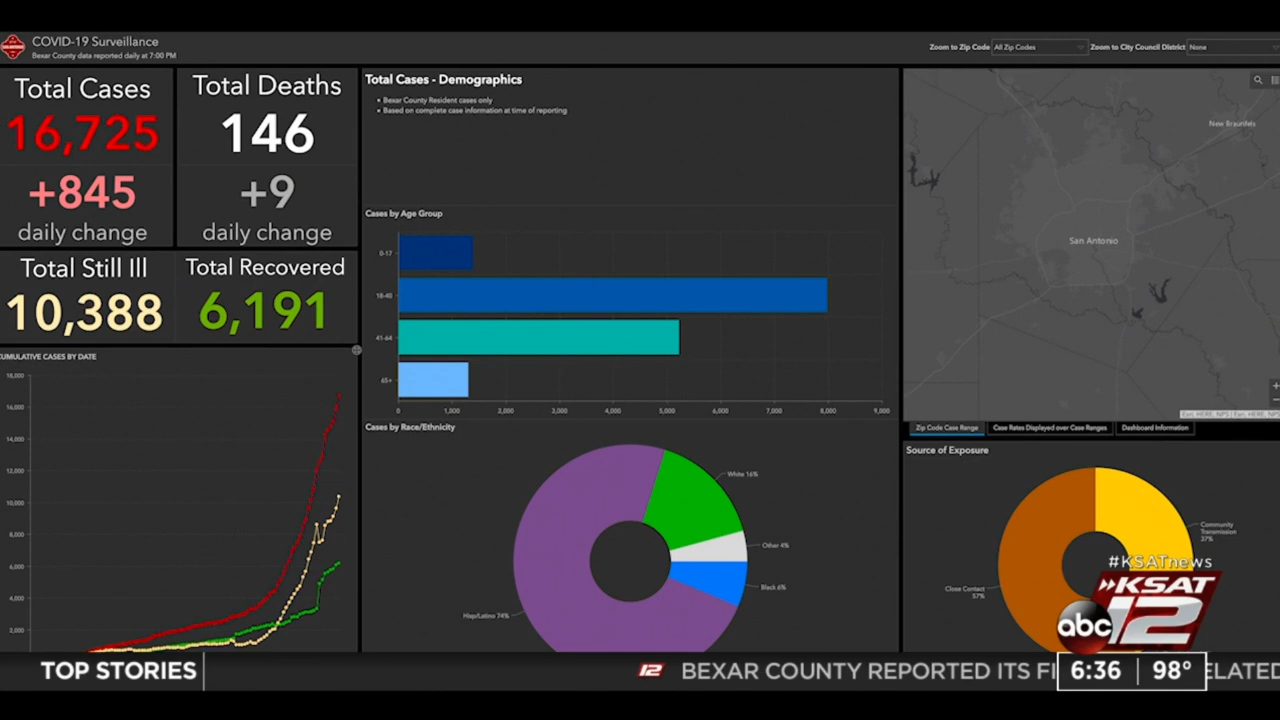 COVID-19 Surveillance
Bexar County data reported daily at 7:00 PM
Zoom to Zip Code All Zip Codes
Zoom to City Council District None
Total Cases
16,725
+845
daily change
Total Deaths
146
+9
daily change
Total Still Ill
10,388
Total Recovered
6,191
CUMULATIVE CASES BY DATE
18,000
16,000
14,000
12,000
10,000
8,000
6,000
4,000
2,000
Total Cases - Demographics
Bexar County Resident cases only
Based on complete case information at time of reporting
Cases by Age Group
0-17
18-40
41-64
65+
0 1,000 2,000 3,000 4,000 5,000 6,000 7,000 8,000 9,000
Cases by Race/Ethnicity
White 16%
Other 4%
Black 6%
Hisp/Latino 74%
New Braunfels
San Antonio
Esri, HERE, NPS | Esri, HERE, NPS
Zip Code Case Range
Case Rates Displayed over Case Ranges
Dashboard Information
Source of Exposure
Community
Transmission
37%
Close Contact
57%
#KSATnews
KSAT
abc 12
TOP STORIES
12 BEXAR COUNTY REPORTED ITS FI
6:36 98°
ELATED